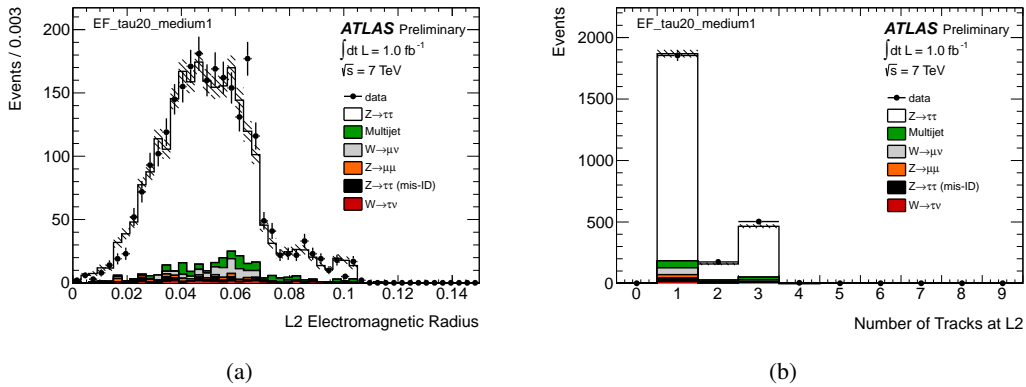 EF_tau20_medium1
ATLAS Preliminary
∫dt L = 1.0 fb⁻¹
√s = 7 TeV
data
Z→ττ
Multijet
W→μν
Z→μμ
Z→ττ (mis-ID)
W→τν
Events / 0.003
200
150
100
50
0
0 0.02 0.04 0.06 0.08 0.1 0.12 0.14
L2 Electromagnetic Radius
(a)
EF_tau20_medium1
ATLAS Preliminary
∫dt L = 1.0 fb⁻¹
√s = 7 TeV
data
Z→ττ
Multijet
W→μν
Z→μμ
Z→ττ (mis-ID)
W→τν
Events
2000
1500
1000
500
0
0 1 2 3 4 5 6 7 8 9
Number of Tracks at L2
(b)